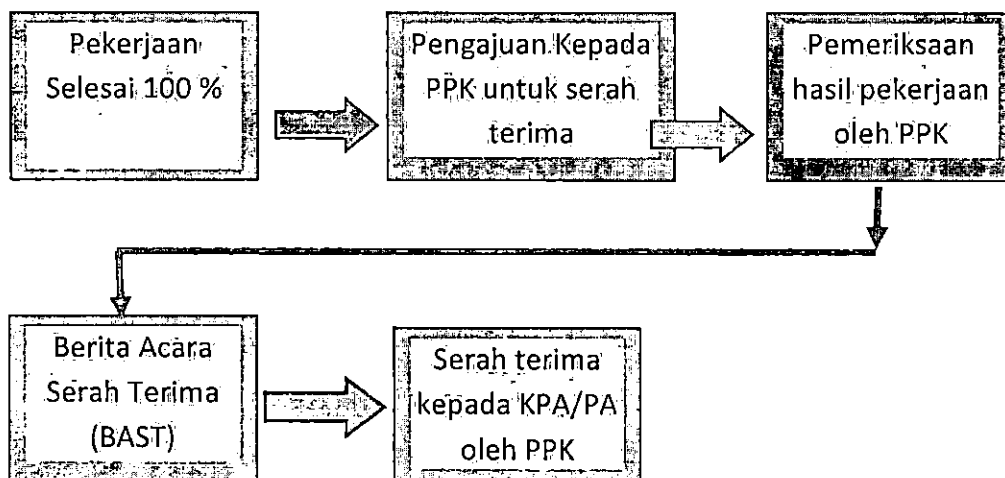 Pekerjaan
Selesai 100 %
Pengajuan Kepada
PPK untuk serah
terima
Pemeriksaan
hasil pekerjaan
oleh PPK
Berita Acara
Serah Terima
(BAST)
Serah terima
kepada KPA/PA
oleh PPK